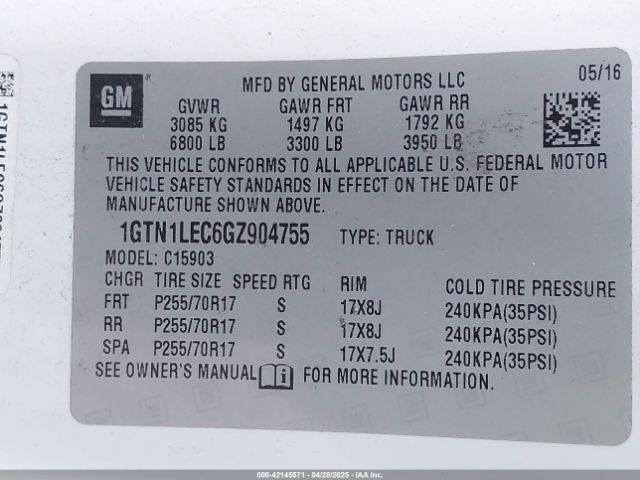 GM
MFD BY GENERAL MOTORS LLC
05/16
GVWR GAWR FRT GAWR RR
3085 KG 1497 KG 1792 KG
6800 LB 3300 LB 3950 LB
THIS VEHICLE CONFORMS TO ALL APPLICABLE U.S. FEDERAL MOTOR
VEHICLE SAFETY STANDARDS IN EFFECT ON THE DATE OF
MANUFACTURE SHOWN ABOVE.
1GTN1LEC6GZ904755 TYPE: TRUCK
MODEL: C15903
CHGR TIRE SIZE SPEED RTG RIM COLD TIRE PRESSURE
FRT P255/70R17 S 17X8J 240KPA(35PSI)
RR P255/70R17 S 17X8J 240KPA(35PSI)
SPA P255/70R17 S 17X7.5J 240KPA(35PSI)
SEE OWNER'S MANUAL FOR MORE INFORMATION.
000-42145571 - 04/28/2025 - IAA Inc.